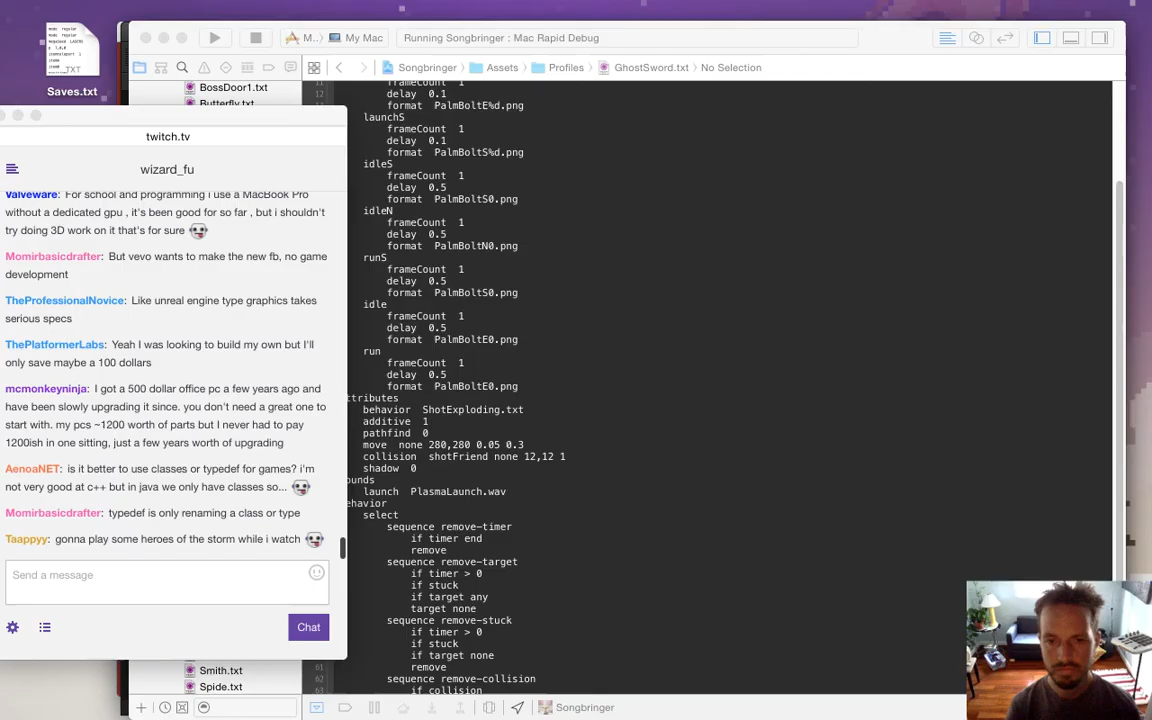 M.. My Mac
Running Songbringer : Mac Rapid Debug
TXT
Saves.txt
Songbringer
Assets
Profiles
GhostSword.txt
No Selection
BossDoor1.txt
Butterfly.txt
twitch.tv
wizard_fu
Valveware: For school and programming i use a MacBook Pro
without a dedicated gpu , it's been good for so far , but i shouldn't
try doing 3D work on it that's for sure
Momirbasicdrafter: But vevo wants to make the new fb, no game
development
TheProfessionalNovice: Like unreal engine type graphics takes
serious specs
ThePlatformerLabs: Yeah I was looking to build my own but I'll
only save maybe a 100 dollars
mcmonkeyninja: I got a 500 dollar office pc a few years ago and
have been slowly upgrading it since. you don't need a great one to
start with. my pcs ~1200 worth of parts but I never had to pay
1200ish in one sitting, just a few years worth of upgrading
AenoaNET: is it better to use classes or typedef for games? i'm
not very good at c++ but in java we only have classes so...
Momirbasicdrafter: typedef is only renaming a class or type
Taappyy: gonna play some heroes of the storm while i watch
Send a message
Chat
Smith.txt
Spide.txt
11 frameCount 1
12 delay 0.1
format PalmBoltE%d.png
launchS
frameCount 1
delay 0.1
format PalmBoltS%d.png
idleS
frameCount 1
delay 0.5
format PalmBoltS0.png
idleN
frameCount 1
delay 0.5
format PalmBoltN0.png
runS
frameCount 1
delay 0.5
format PalmBoltS0.png
idle
frameCount 1
delay 0.5
format PalmBoltE0.png
run
frameCount 1
delay 0.5
format PalmBoltE0.png
ttributes
behavior ShotExploding.txt
additive 1
pathfind 0
move none 280,280 0.05 0.3
collision shotFriend none 12,12 1
shadow 0
ounds
launch PlasmaLaunch.wav
ehavior
select
sequence remove-timer
if timer end
remove
sequence remove-target
if timer > 0
if stuck
if target any
target none
sequence remove-stuck
if timer > 0
if stuck
if target none
61 remove
62 sequence remove-collision
63 if collision
Songbringer